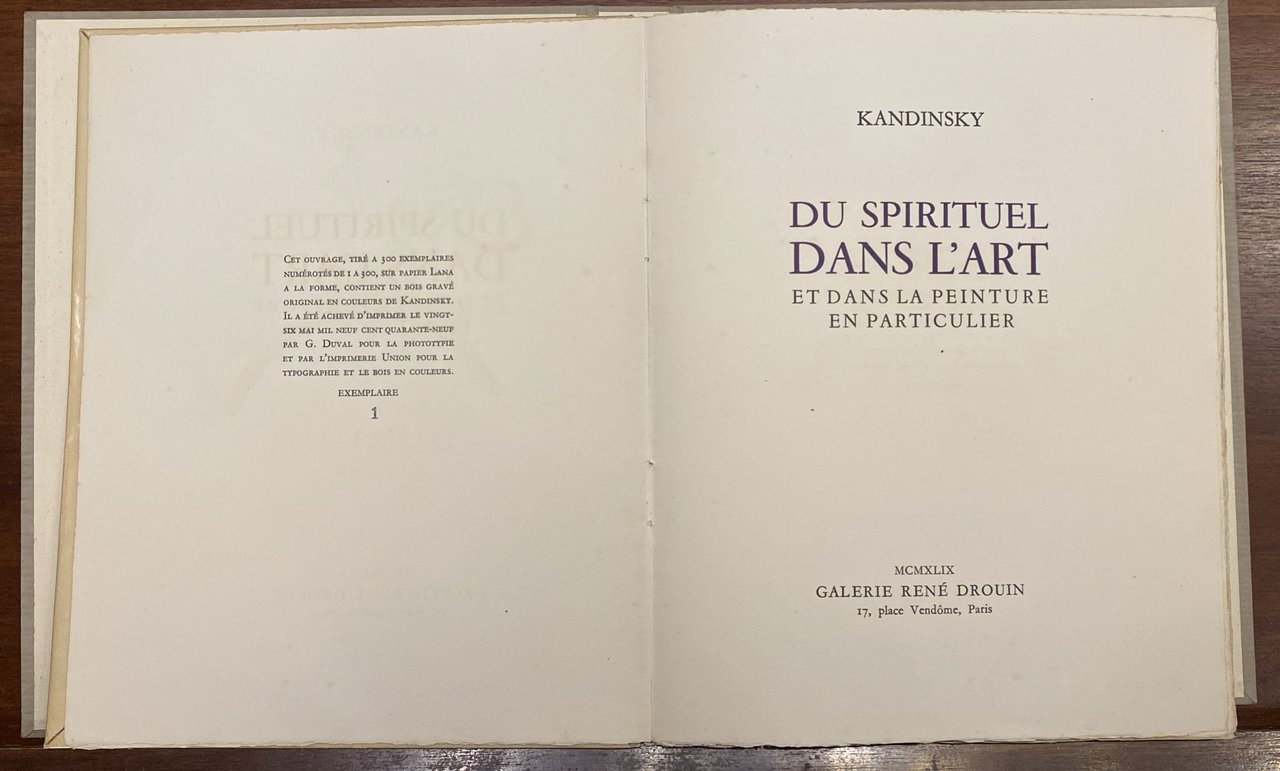 Cet ouvrage, tiré a 300 exemplaires
numérotés de 1 a 300, sur papier Lana
a la forme, contient un bois gravé
original en couleurs de Kandinsky.
Il a été achevé d'imprimer le vingt-
six mai mil neuf cent quarante-neuf
par G. Duval pour la phototypie
et par l'imprimerie Union pour la
typographie et le bois en couleurs.
exemplaire
1
KANDINSKY
DU SPIRITUEL
DANS L'ART
ET DANS LA PEINTURE
EN PARTICULIER
MCMXLIX
GALERIE RENÉ DROUIN
17, place Vendôme, Paris